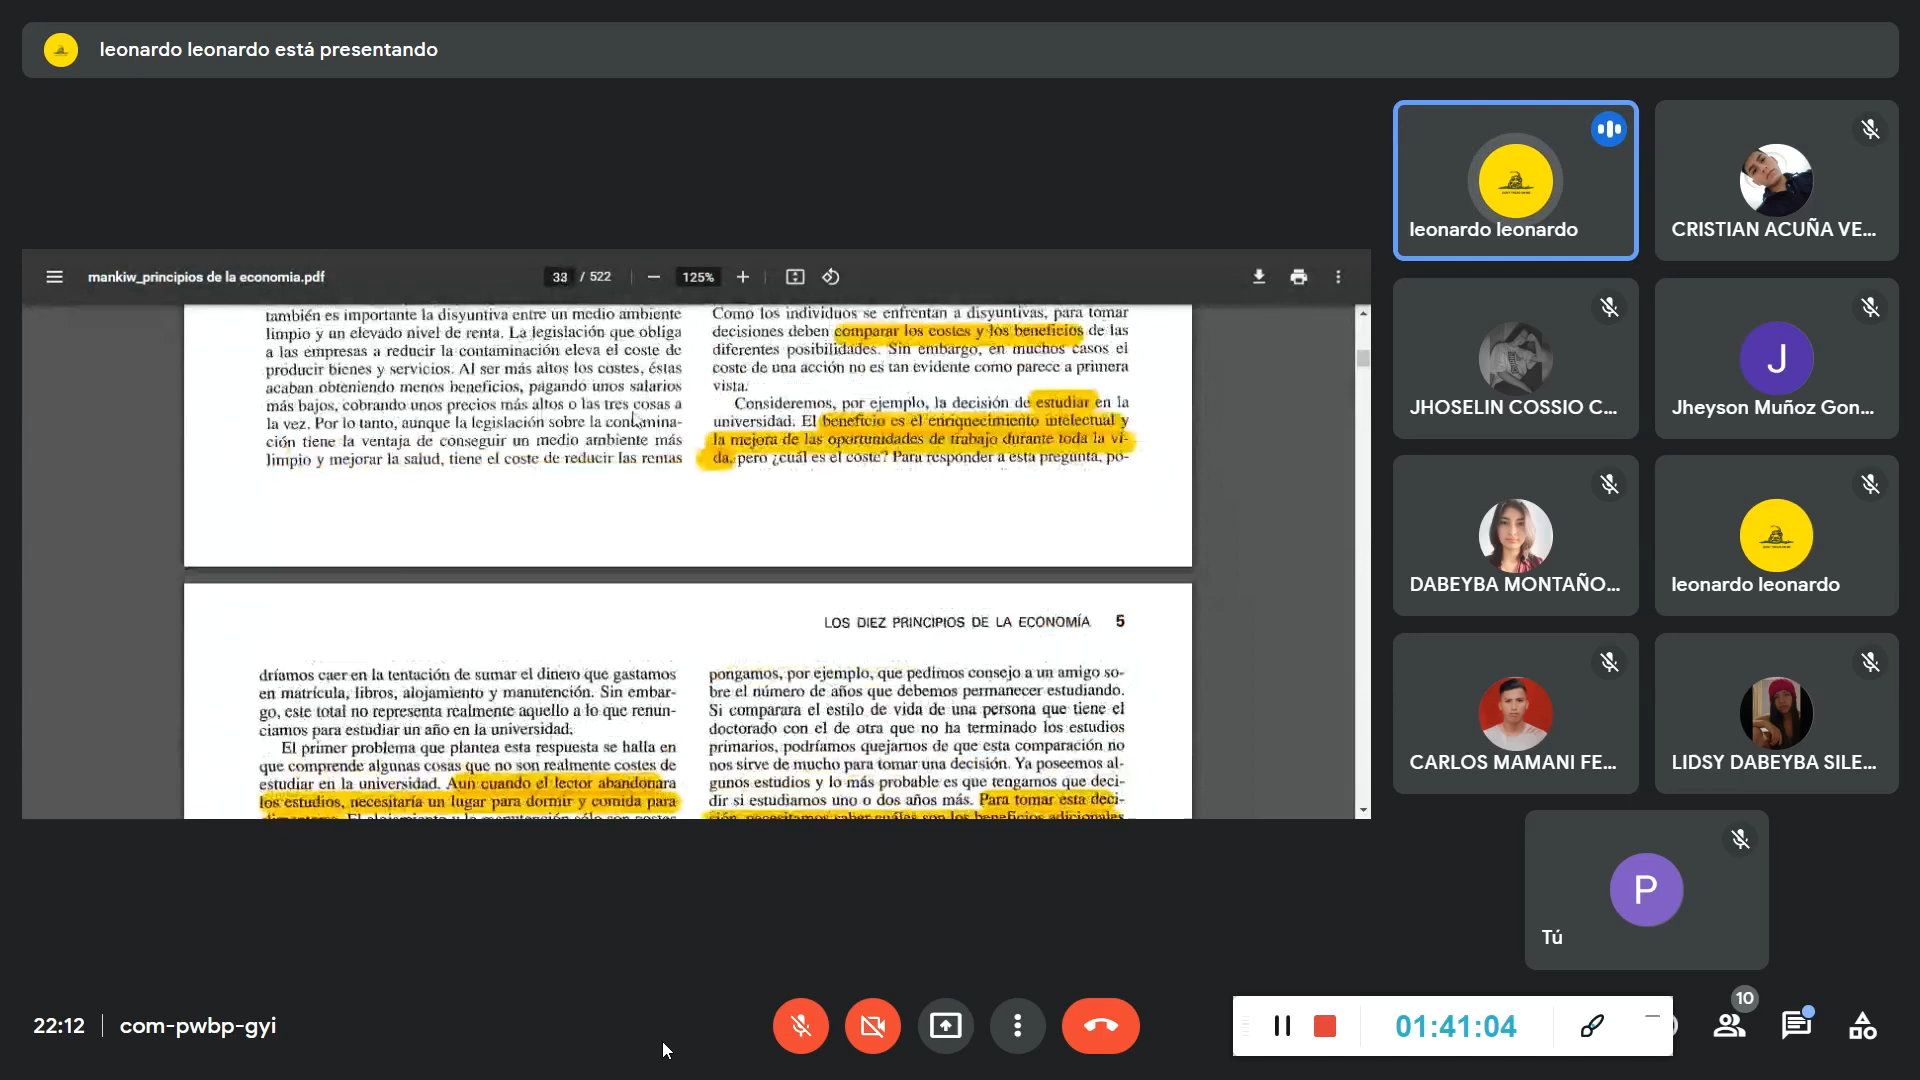 leonardo leonardo está presentando
mankiw_principios de la economia.pdf
33 / 522
125%
también es importante la disyuntiva entre un medio ambiente
limpio y un elevado nivel de renta. La legislación que obliga
a las empresas a reducir la contaminación eleva el coste de
producir bienes y servicios. Al ser más altos los costes, éstas
acaban obteniendo menos beneficios, pagando unos salarios
más bajos, cobrando unos precios más altos o las tres cosas a
la vez. Por lo tanto, aunque la legislación sobre la contamina-
ción tiene la ventaja de conseguir un medio ambiente más
limpio y mejorar la salud, tiene el coste de reducir las rentas
Como los individuos se enfrentan a disyuntivas, para tomar
decisiones deben comparar los costes y los beneficios de las
diferentes posibilidades. Sin embargo, en muchos casos el
coste de una acción no es tan evidente como parece a primera
vista.
Consideremos, por ejemplo, la decisión de estudiar en la
universidad. El beneficio es el enriquecimiento intelectual y
la mejora de las oportunidades de trabajo durante toda la vi-
da, pero ¿cuál es el coste? Para responder a esta pregunta, po-
LOS DIEZ PRINCIPIOS DE LA ECONOMÍA 5
dríamos caer en la tentación de sumar el dinero que gastamos
en matrícula, libros, alojamiento y manutención. Sin embar-
go, este total no representa realmente aquello a lo que renun-
ciamos para estudiar un año en la universidad.
El primer problema que plantea esta respuesta se halla en
que comprende algunas cosas que no son realmente costes de
estudiar en la universidad. Aun cuando el lector abandonara
los estudios, necesitaría un lugar para dormir y comida para
alimentarse. El alojamiento y la manutención sólo son costes
pongamos, por ejemplo, que pedimos consejo a un amigo so-
bre el número de años que debemos permanecer estudiando.
Si comparara el estilo de vida de una persona que tiene el
doctorado con el de otra que no ha terminado los estudios
primarios, podríamos quejarnos de que esta comparación no
nos sirve de mucho para tomar una decisión. Ya poseemos al-
gunos estudios y lo más probable es que tengamos que deci-
dir si estudiamos uno o dos años más. Para tomar esta deci-
sión, necesitamos saber cuáles son los beneficios adicionales
leonardo leonardo
CRISTIAN ACUÑA VE...
JHOSELIN COSSIO C...
J
Jheyson Muñoz Gon...
DABEYBA MONTAÑO...
leonardo leonardo
CARLOS MAMANI FE...
LIDSY DABEYBA SILE...
P
Tú
22:12
com-pwbp-gyi
01:41:04
10